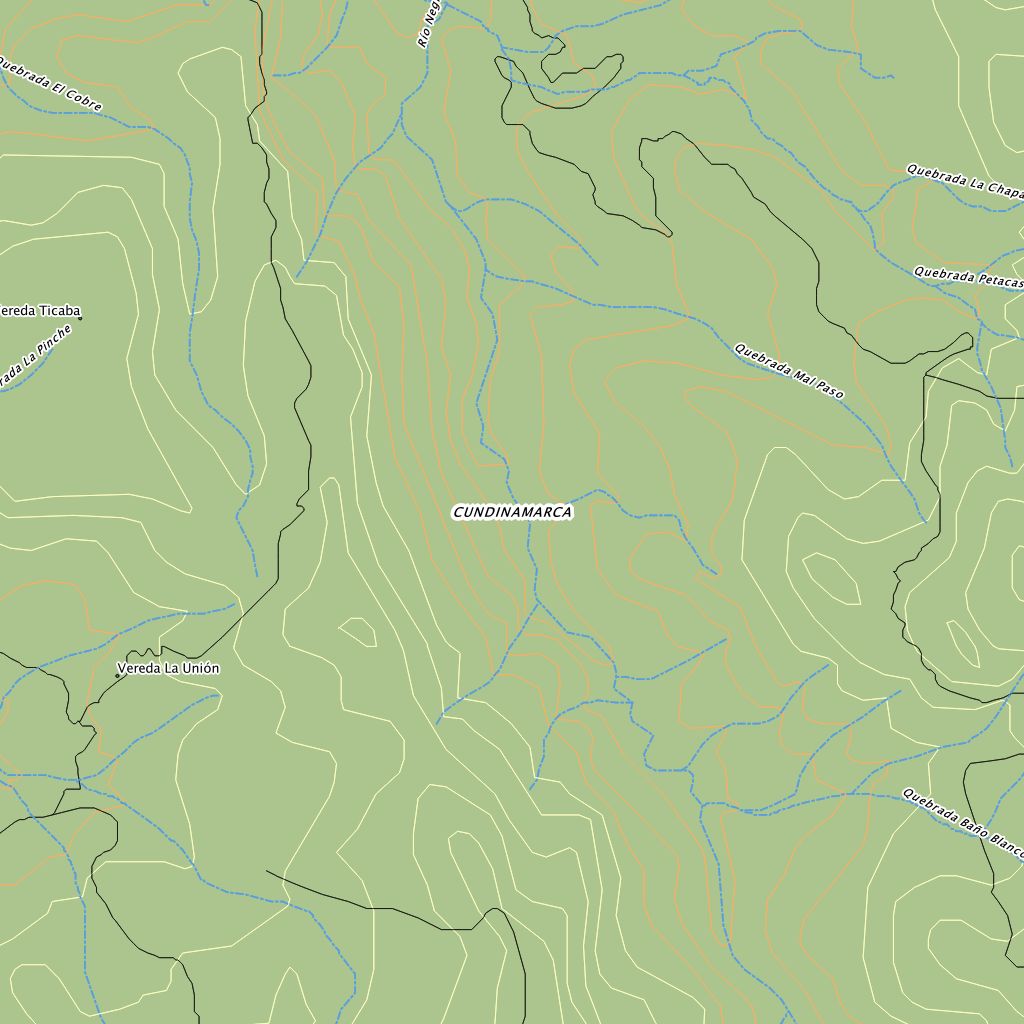 Río Neg
Quebrada El Cobre
Quebrada La Chapa
Quebrada Petacas
ereda Ticaba
rada La Pinche
Quebrada Mal Paso
CUNDINAMARCA
Vereda La Unión
Quebrada Baño Blanco